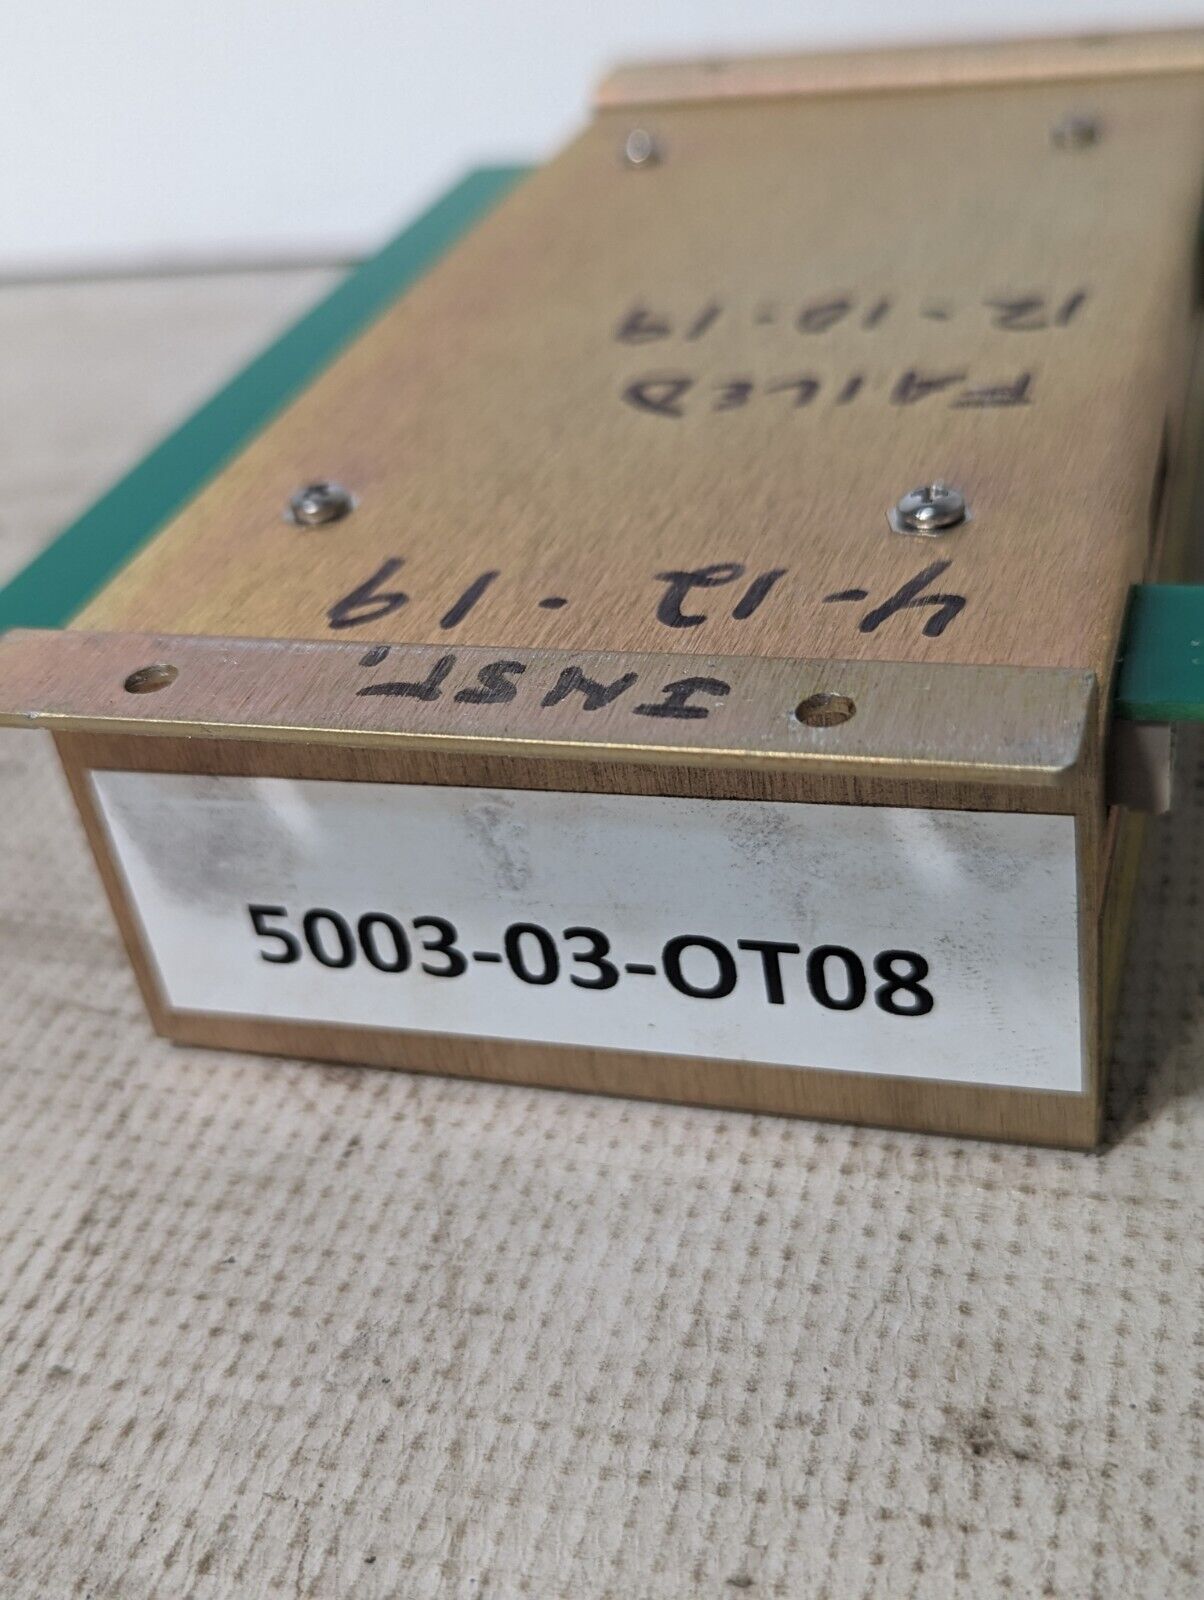 INST.
4-12-19
FAILED
12-10-19
5003-03-OT08